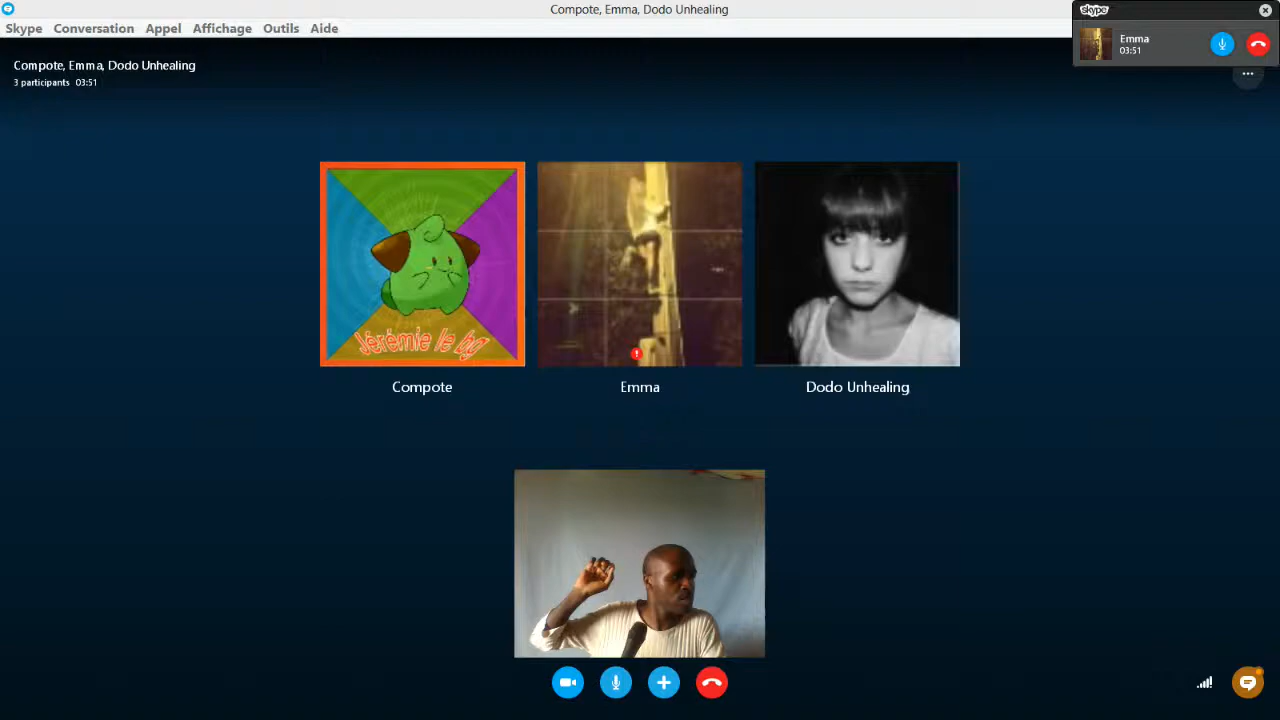 Compote, Emma, Dodo Unhealing
Skype Conversation Appel Affichage Outils Aide
skype
Emma
03:51
Compote, Emma, Dodo Unhealing
3 participants 03:51
Jérémie le bg
Compote Emma Dodo Unhealing